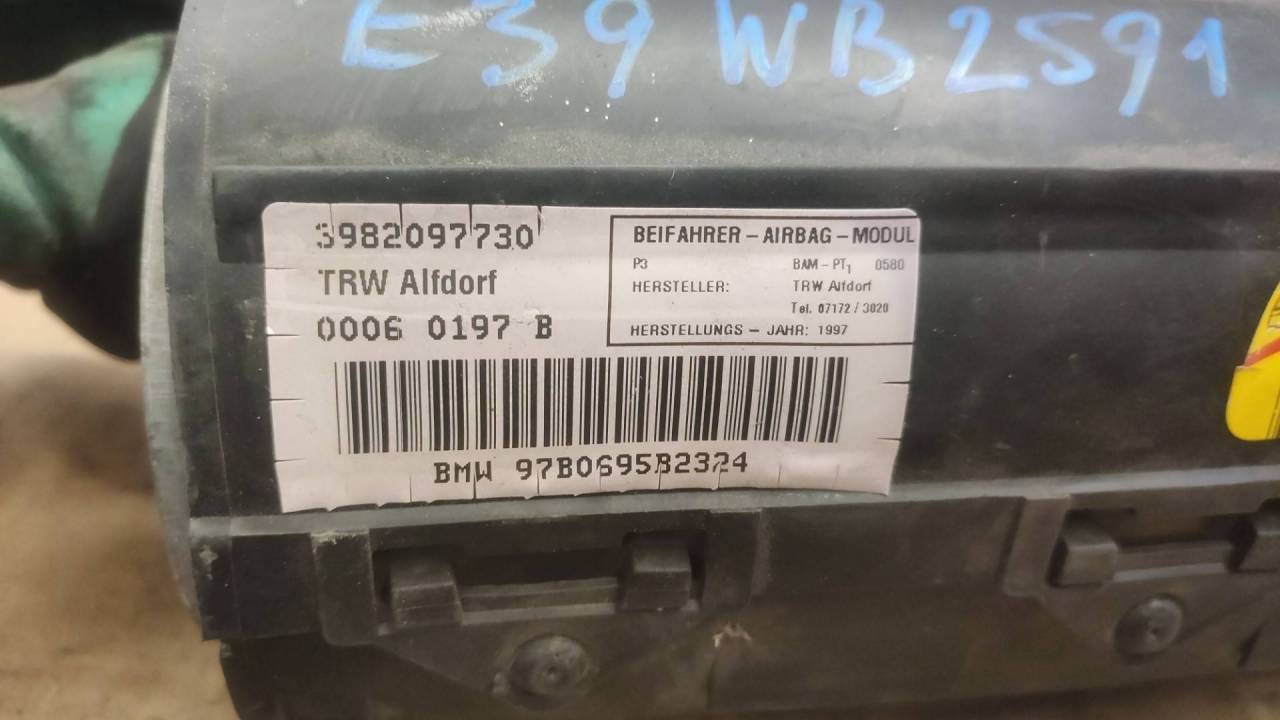 E39 WB2591
3982097730
TRW Alfdorf
0006 0197 B
BEIFAHRER – AIRBAG – MODUL
P3 BAM – PT1 0580
HERSTELLER: TRW Alfdorf
Tel. 07172 / 3020
HERSTELLUNGS – JAHR: 1997
BMW 97B0695B2324